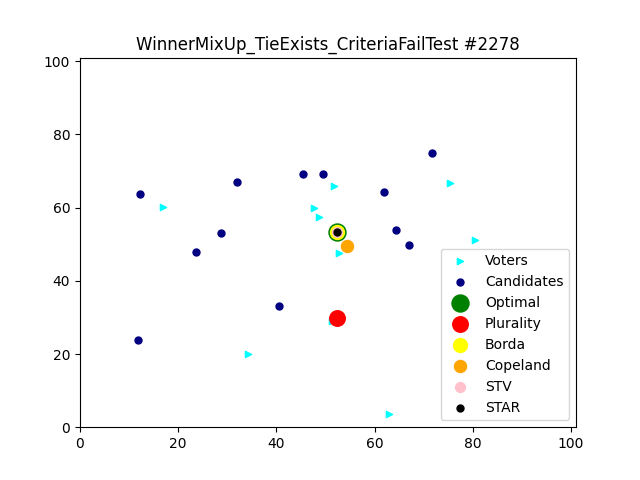 WinnerMixUp_TieExists_CriteriaFailTest #2278
100
80
60
40
20
0
0 20 40 60 80 100
Voters
Candidates
Optimal
Plurality
Borda
Copeland
STV
STAR